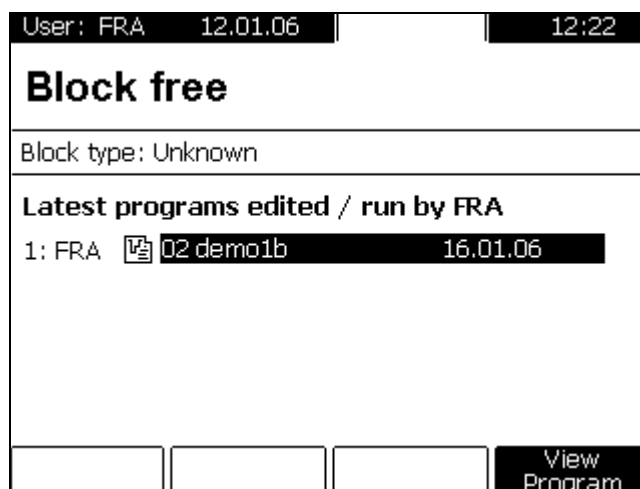 User: FRA 12.01.06 12:22
Block free
Block type: Unknown
Latest programs edited / run by FRA
1: FRA 02 demo1b 16.01.06
View
Program